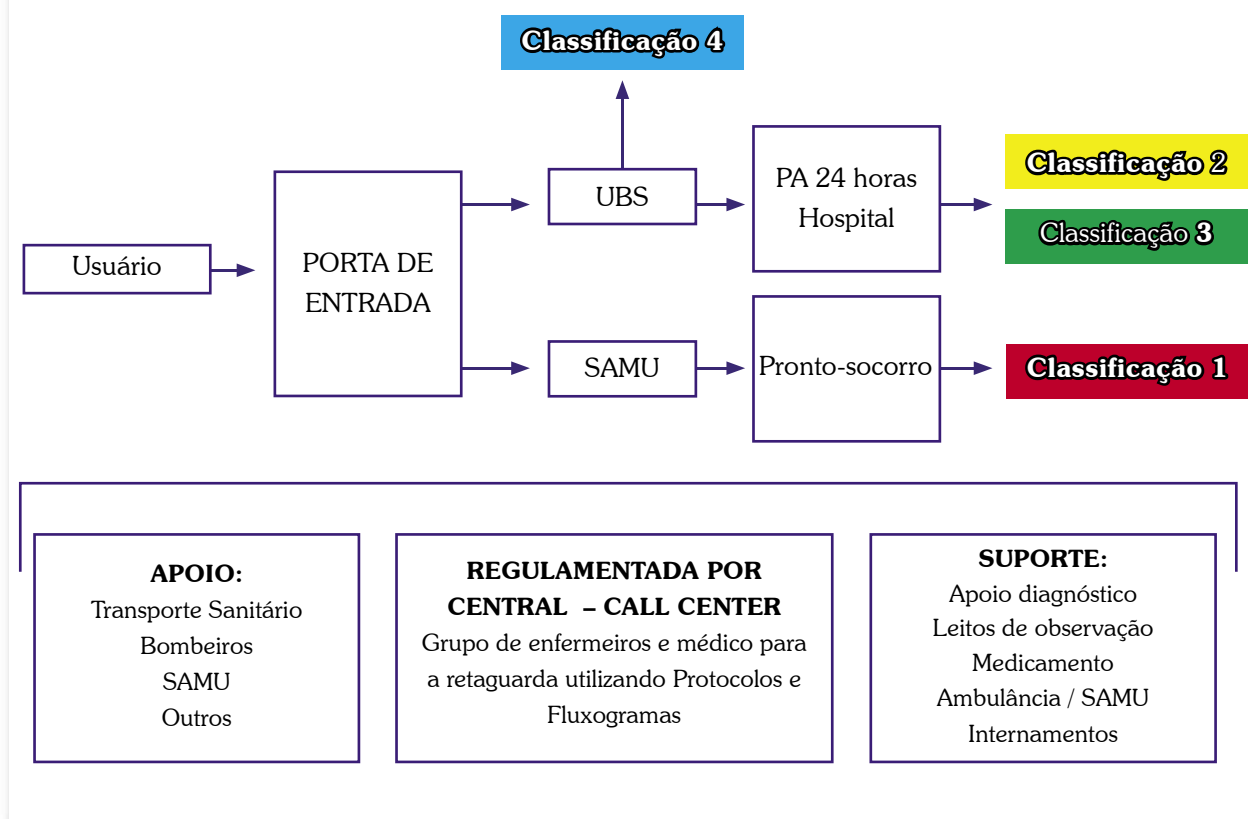 Classificação 4
Usuário
PORTA DE
ENTRADA
UBS
PA 24 horas
Hospital
Classificação 2
Classificação 3
SAMU
Pronto-socorro
Classificação 1
APOIO:
Transporte Sanitário
Bombeiros
SAMU
Outros
REGULAMENTADA POR
CENTRAL – CALL CENTER
Grupo de enfermeiros e médico para
a retaguarda utilizando Protocolos e
Fluxogramas
SUPORTE:
Apoio diagnóstico
Leitos de observação
Medicamento
Ambulância / SAMU
Internamentos